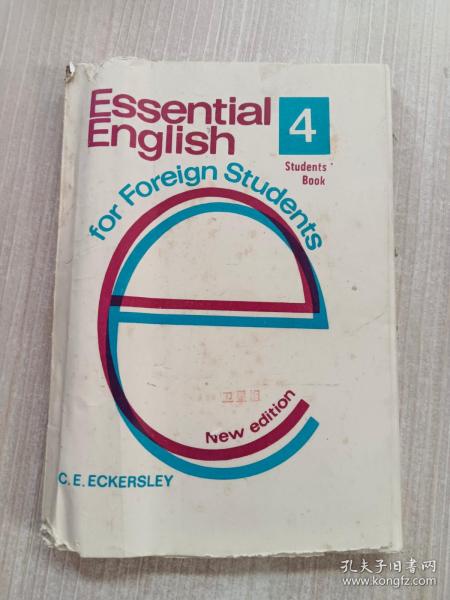 Essential
English
4
Students'
Book
for Foreign Students
New edition
C. E. ECKERSLEY
孔夫子旧书网
www.kongfz.com